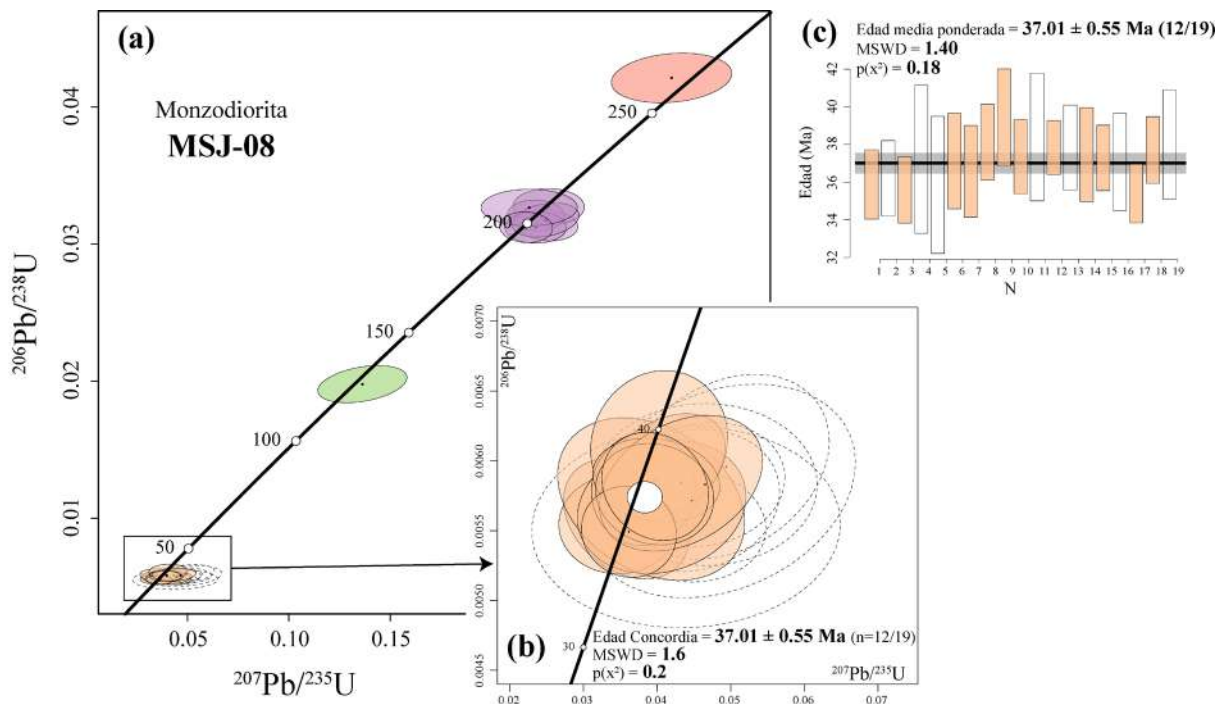 (a)
Monzodiorita
MSJ-08
206Pb/238U
0.04
0.03
0.02
0.01
250
200
150
100
50
0.05
0.10
0.15
207Pb/235U
(c)
Edad media ponderada = 37.01 ± 0.55 Ma (12/19)
MSWD = 1.40
p(x²) = 0.18
Edad (Ma)
42
40
37
36
34
32
1 2 3 4 5 6 7 8 9 10 11 12 13 14 15 16 17 18 19
N
206Pb/238U
0.0070
0.0065
0.0060
0.0055
0.0050
0.0045
40
30
(b)
Edad Concordia = 37.01 ± 0.55 Ma (n=12/19)
MSWD = 1.6
p(x²) = 0.2
207Pb/235U
0.02 0.03 0.04 0.05 0.06 0.07